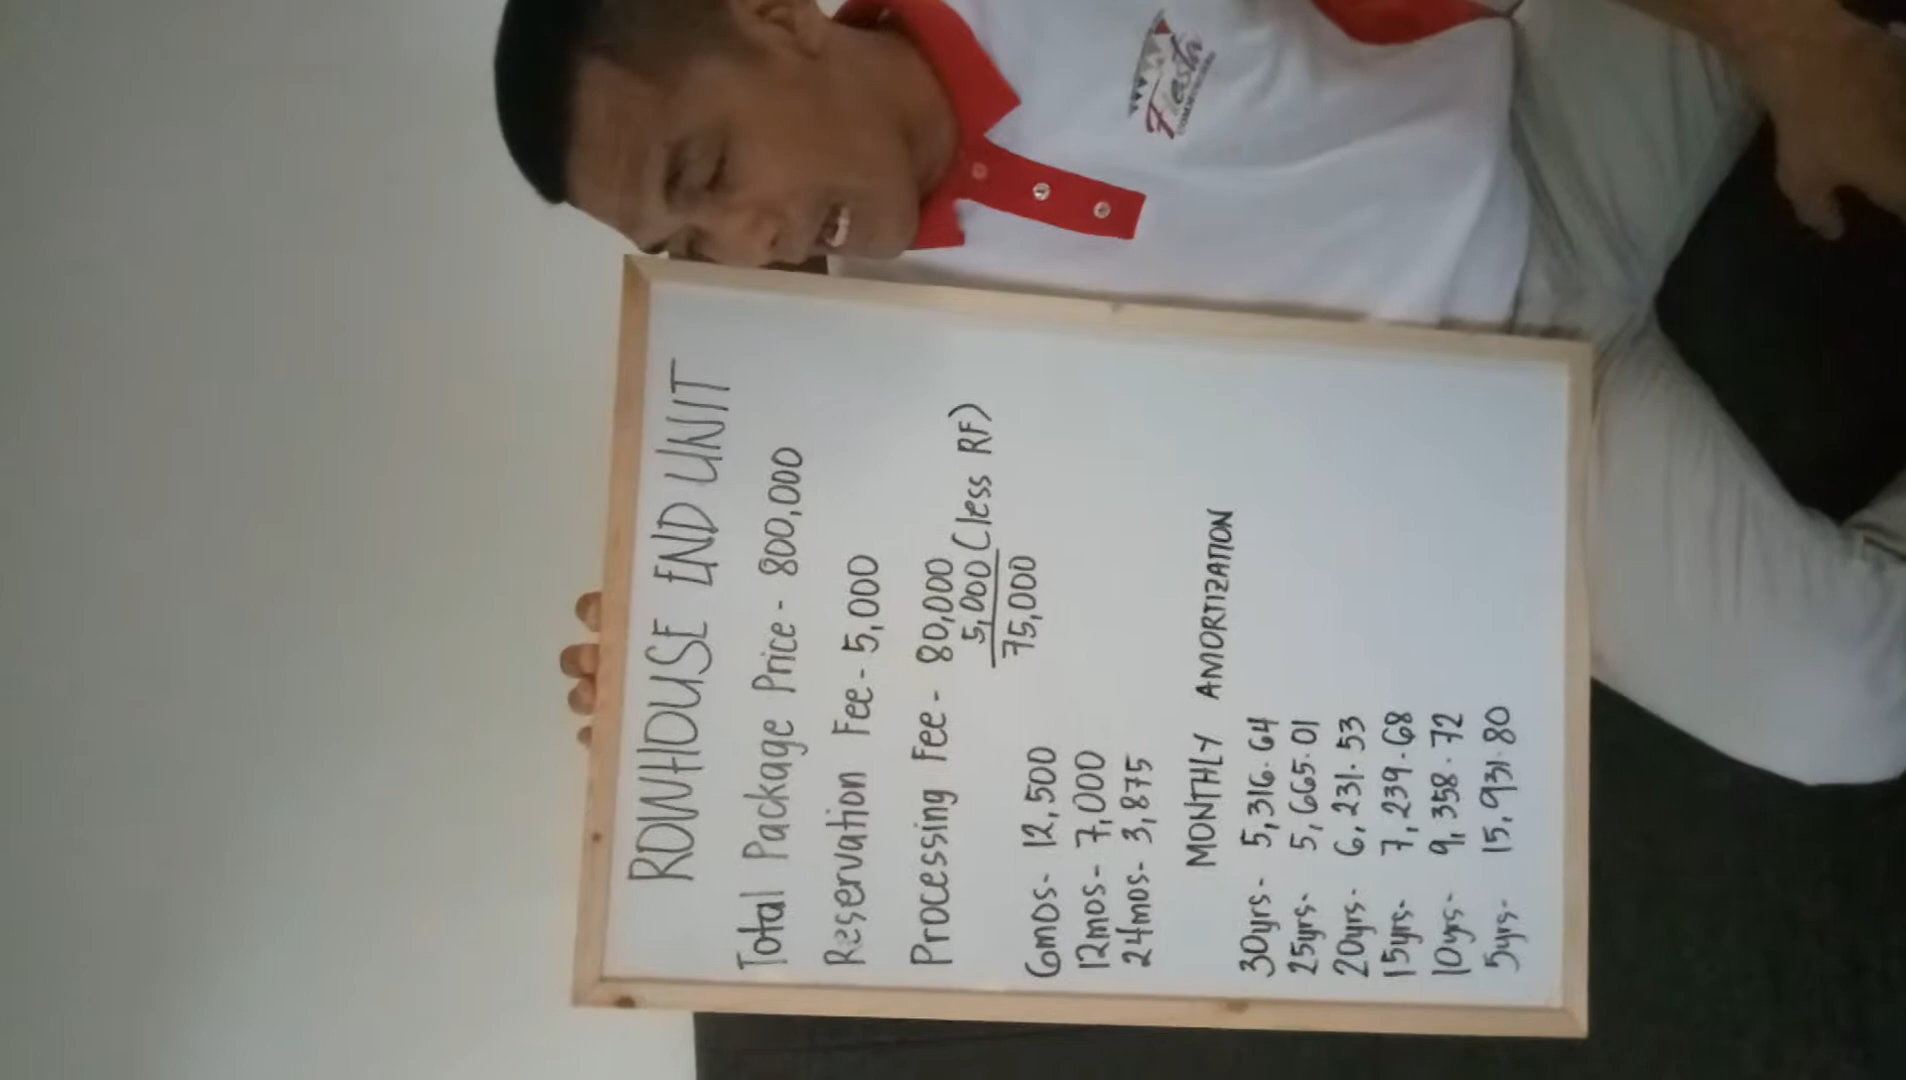 Fiesta
COMMUNITIES
ROWHOUSE END UNIT
Total Package Price - 800,000
Reservation Fee - 5,000
Processing Fee - 80,000
5,000 (less RF)
75,000
6mos - 12,500
12mos - 7,000
24mos - 3,875
MONTHLY AMORTIZATION
30yrs - 5,316.64
25yrs - 5,665.01
20yrs - 6,231.53
15yrs - 7,239.68
10yrs - 9,358.72
5yrs - 15,931.80